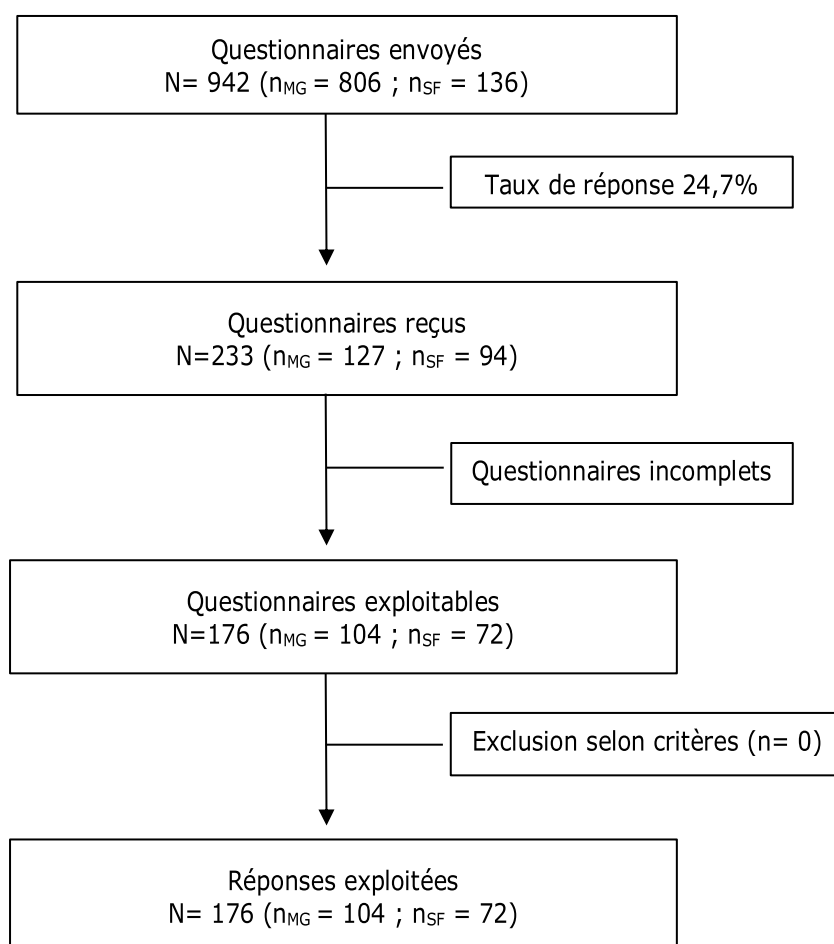 Questionnaires envoyés
N= 942 (nMG = 806 ; nSF = 136)
Taux de réponse 24,7%
Questionnaires reçus
N=233 (nMG = 127 ; nSF = 94)
Questionnaires incomplets
Questionnaires exploitables
N=176 (nMG = 104 ; nSF = 72)
Exclusion selon critères (n= 0)
Réponses exploitées
N= 176 (nMG = 104 ; nSF = 72)